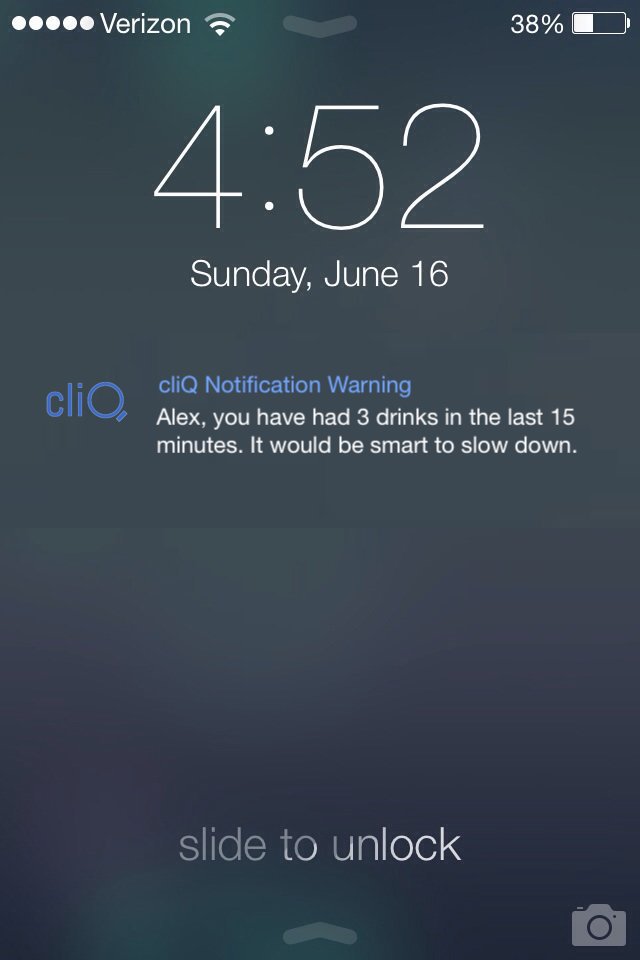 Verizon 38%
4:52
Sunday, June 16
cliQ
cliQ Notification Warning
Alex, you have had 3 drinks in the last 15
minutes. It would be smart to slow down.
slide to unlock